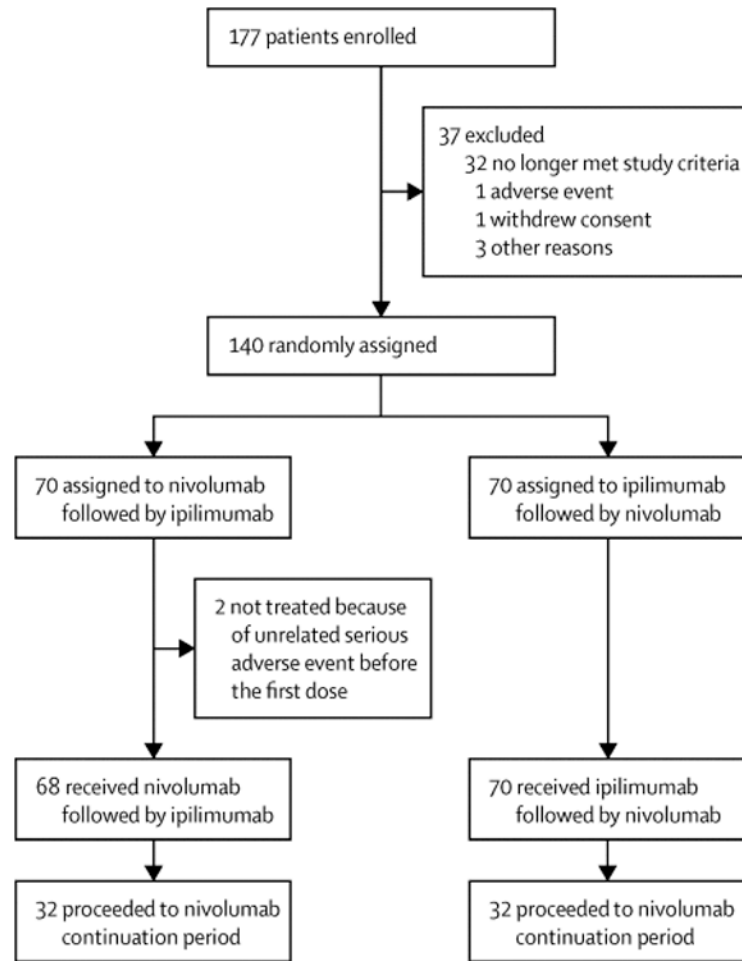 177 patients enrolled
37 excluded
32 no longer met study criteria
1 adverse event
1 withdrew consent
3 other reasons
140 randomly assigned
70 assigned to nivolumab
followed by ipilimumab
70 assigned to ipilimumab
followed by nivolumab
2 not treated because
of unrelated serious
adverse event before
the first dose
68 received nivolumab
followed by ipilimumab
70 received ipilimumab
followed by nivolumab
32 proceeded to nivolumab
continuation period
32 proceeded to nivolumab
continuation period